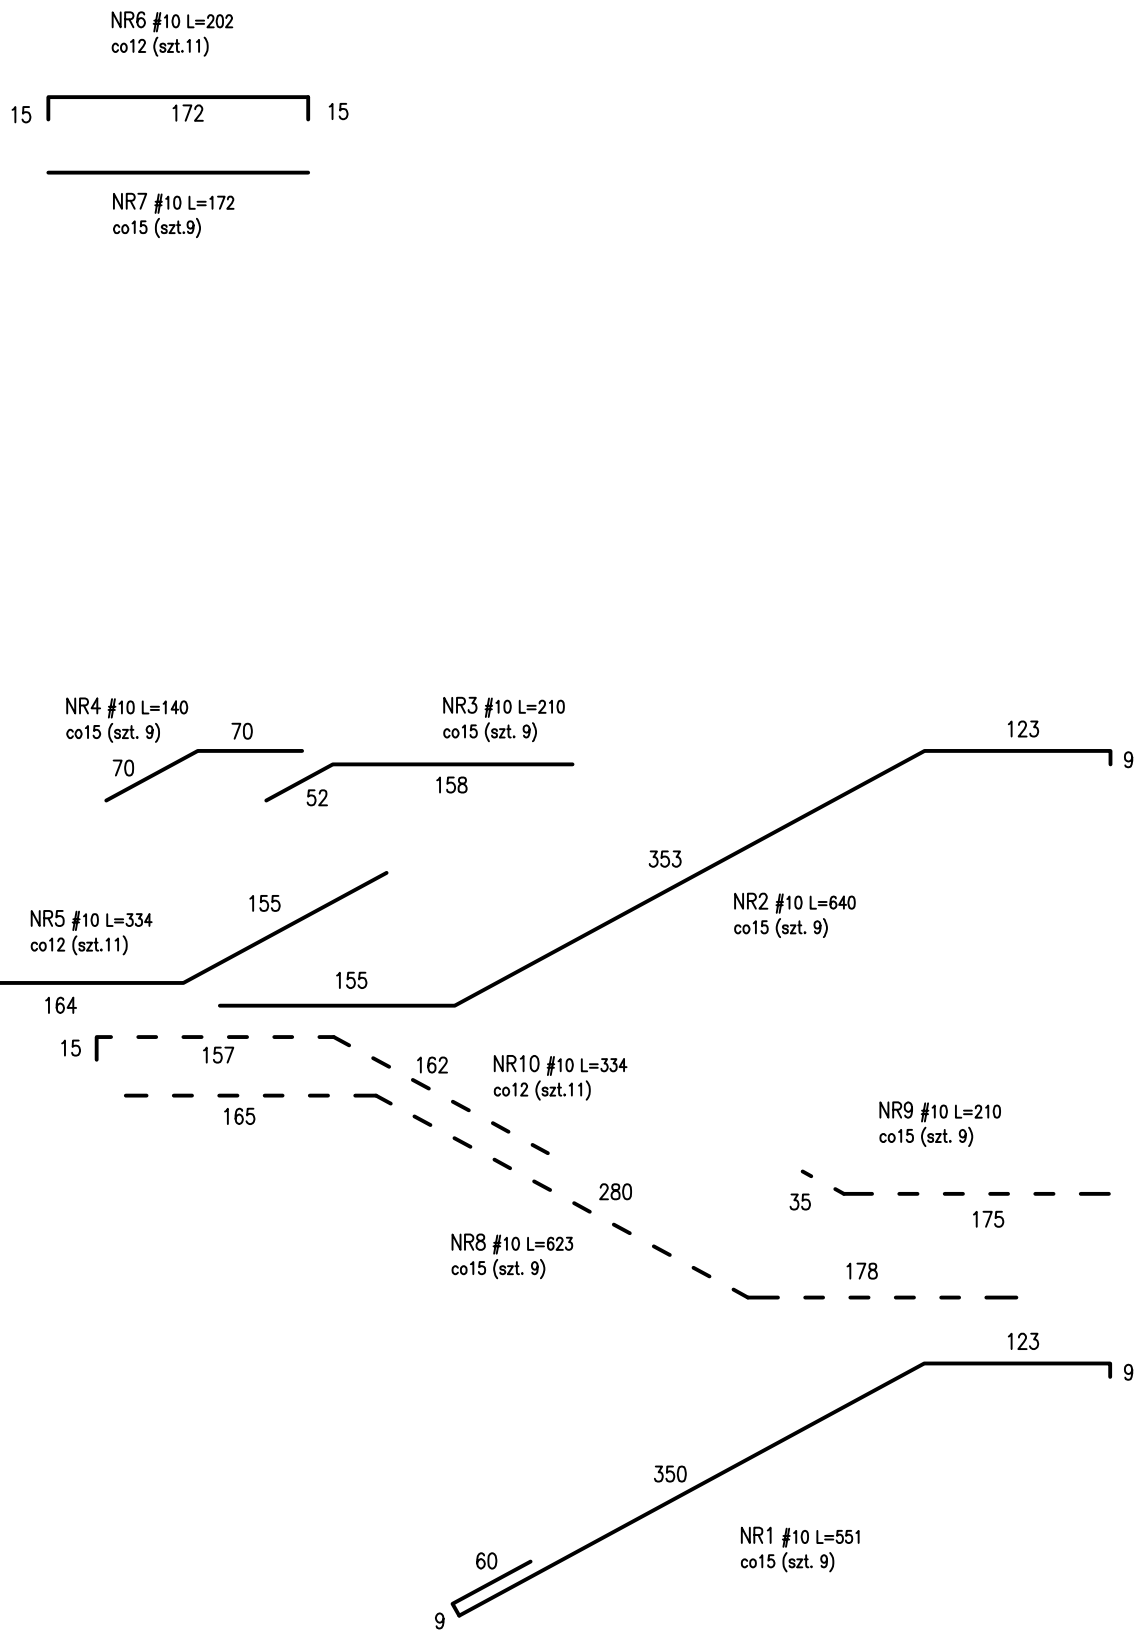 NR6 #10 L=202
co12 (szt.11)
15
172
15
NR7 #10 L=172
co15 (szt.9)
NR4 #10 L=140
co15 (szt. 9)
70
70
NR3 #10 L=210
co15 (szt. 9)
52
158
123
9
353
NR2 #10 L=640
co15 (szt. 9)
155
NR5 #10 L=334
co12 (szt.11)
155
164
15
157
162
NR10 #10 L=334
co12 (szt.11)
165
280
NR9 #10 L=210
co15 (szt. 9)
35
175
NR8 #10 L=623
co15 (szt. 9)
178
123
9
350
NR1 #10 L=551
co15 (szt. 9)
60
9